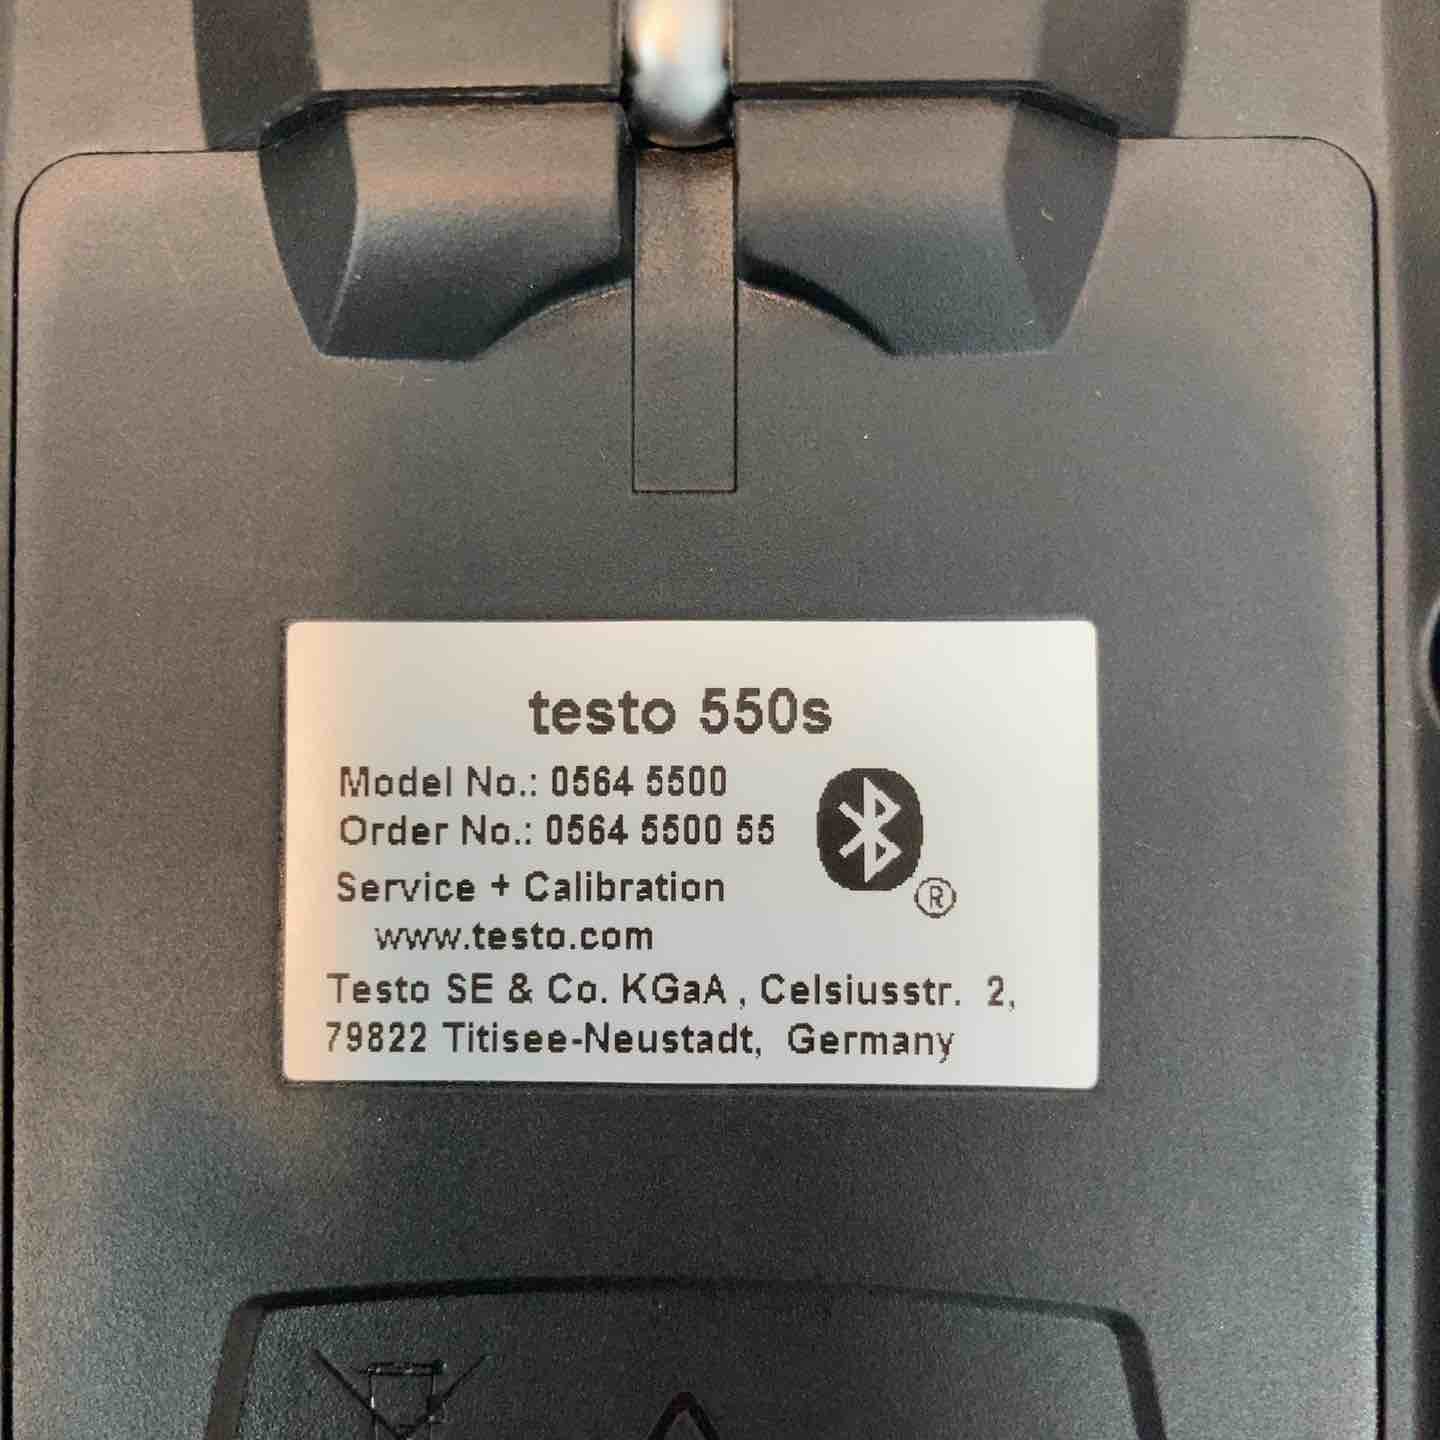 testo 550s
Model No.: 0564 5500
Order No.: 0564 5500 55
®
Service + Calibration
www.testo.com
Testo SE & Co. KGaA , Celsiusstr. 2,
79822 Titisee-Neustadt, Germany